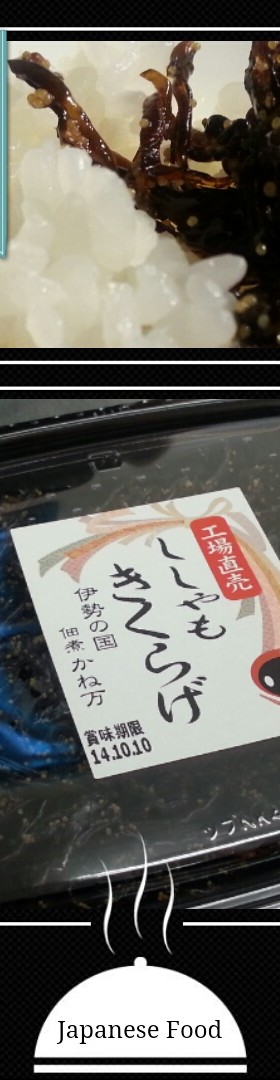 工場直売
ししゃも
きくらげ
伊勢の国
佃煮かね万
賞味期限
14.10.10
Japanese Food